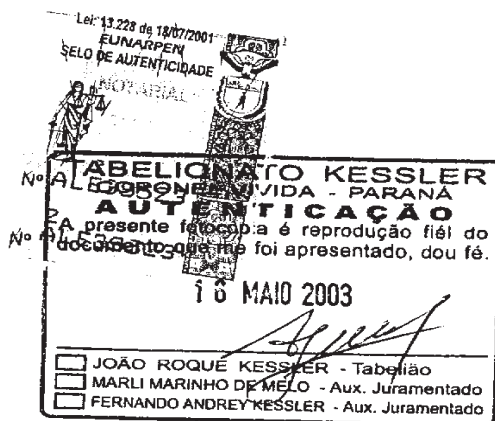 Lei: 13.228 de 18/07/2001
FUNARPEN
SELO DE AUTENTICIDADE
NOTARIAL
TABELIONATO KESSLER
CORONEL VIVIDA - PARANÁ
AUTENTICAÇÃO
A presente fotocópia é reprodução fiél do
documento que me foi apresentado, dou fé.
16 MAIO 2003
JOÃO ROQUE KESSLER - Tabelião
MARLI MARINHO DE MELO - Aux. Juramentado
FERNANDO ANDREY KESSLER - Aux. Juramentado